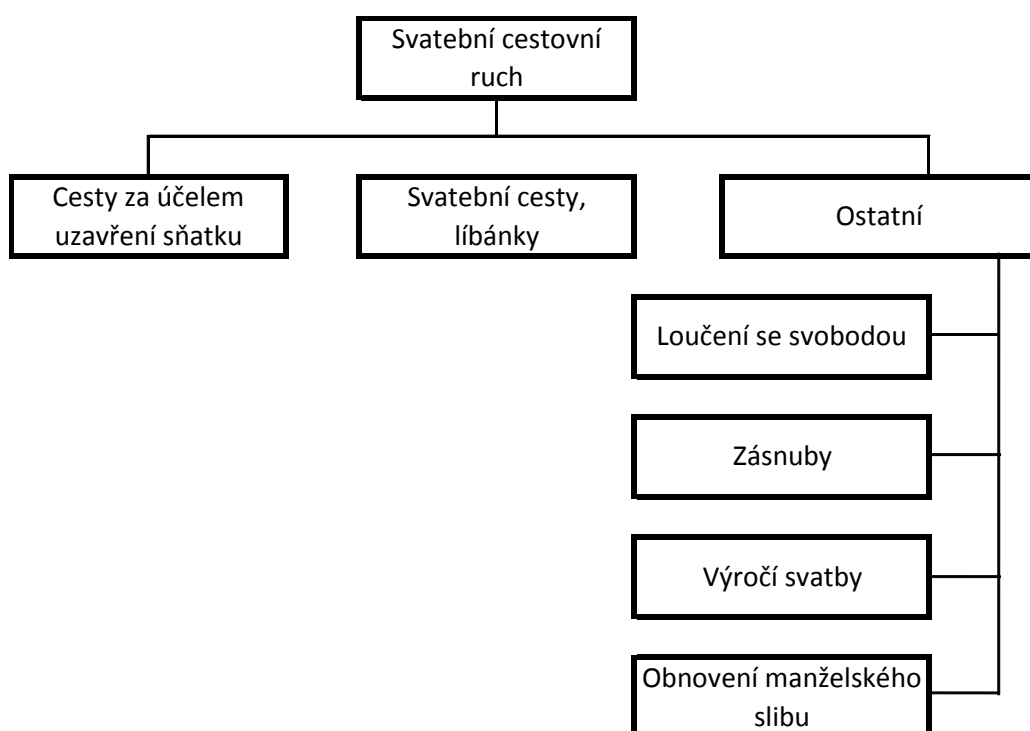 Svatební cestovní
ruch
Cesty za účelem
uzavření sňatku
Svatební cesty,
líbánky
Ostatní
Loučení se svobodou
Zásnuby
Výročí svatby
Obnovení manželského
slibu